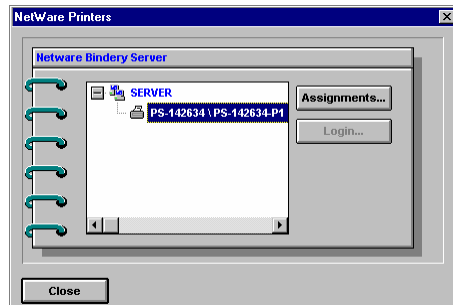 NetWare Printers
Netware Bindery Server
SERVER
PS-142634 \ PS-142634-P1
Assignments...
Login...
Close